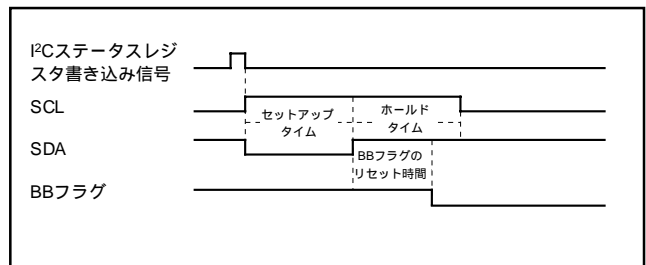 I²Cステータスレジ
スタ書き込み信号
SCL
セットアップ
タイム
ホールド
タイム
SDA
BBフラグの
リセット時間
BBフラグ